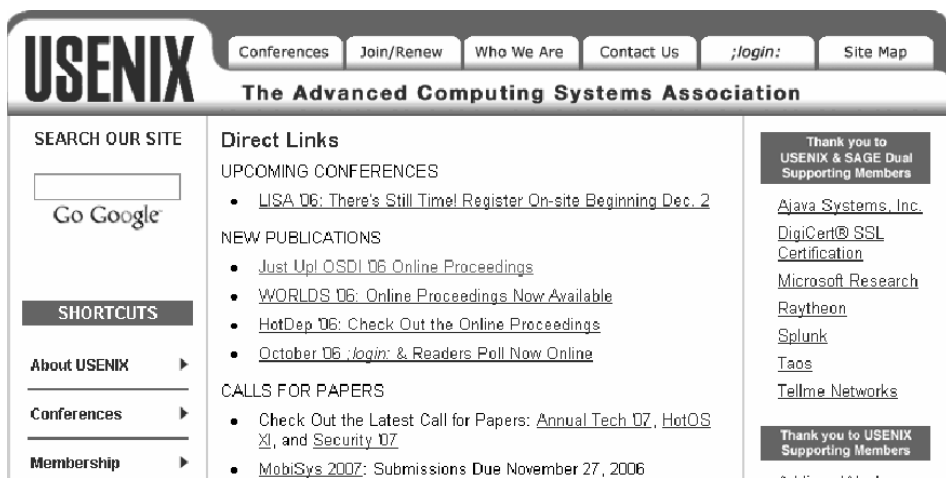 USENIX
Conferences
Join/Renew
Who We Are
Contact Us
;login:
Site Map
The Advanced Computing Systems Association
SEARCH OUR SITE
Go Google
SHORTCUTS
About USENIX
Conferences
Membership
Direct Links
UPCOMING CONFERENCES
LISA '06: There's Still Time! Register On-site Beginning Dec. 2
NEW PUBLICATIONS
Just Up! OSDI '06 Online Proceedings
WORLDS '06: Online Proceedings Now Available
HotDep '06: Check Out the Online Proceedings
October '06 ;login: & Readers Poll Now Online
CALLS FOR PAPERS
Check Out the Latest Call for Papers: Annual Tech '07, HotOS
XI, and Security '07
MobiSys 2007: Submissions Due November 27, 2006
Thank you to
USENIX & SAGE Dual
Supporting Members
Ajava Systems, Inc.
DigiCert® SSL
Certification
Microsoft Research
Raytheon
Splunk
Taos
Tellme Networks
Thank you to USENIX
Supporting Members